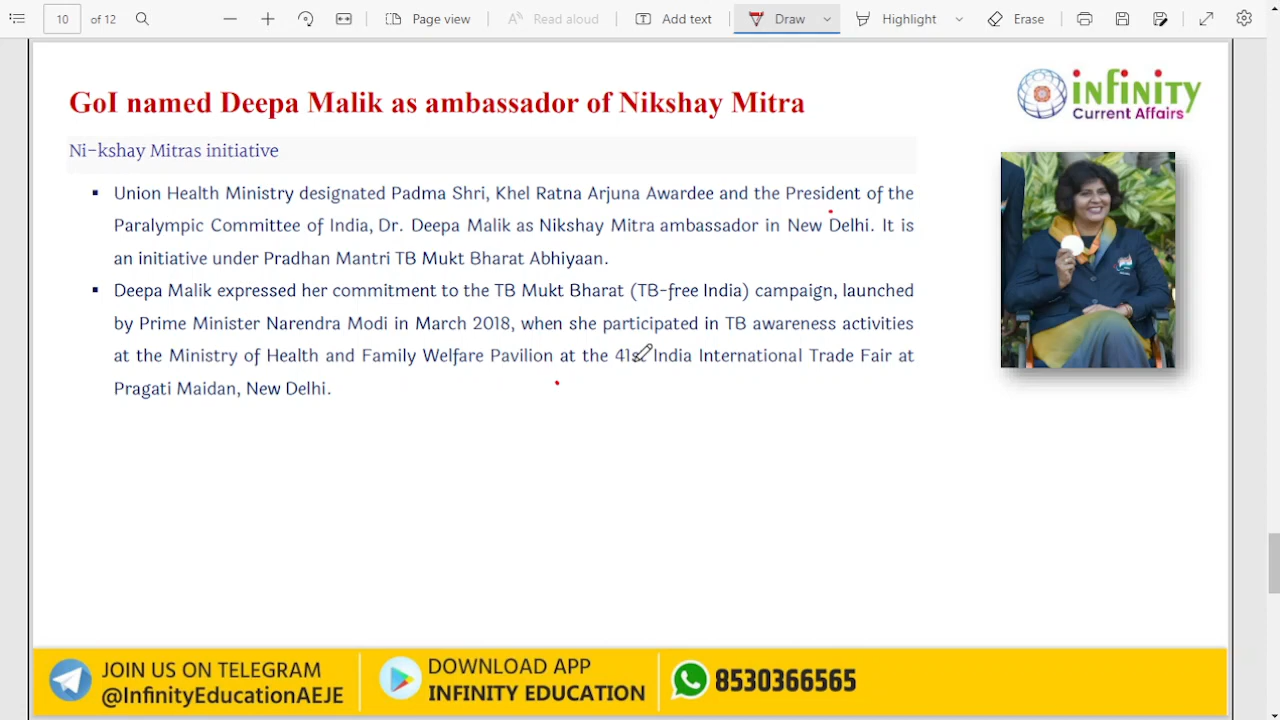 10 of 12 Page view Read aloud Add text Draw Highlight Erase
GoI named Deepa Malik as ambassador of Nikshay Mitra
infinity
Current Affairs
Ni-kshay Mitras initiative
▪ Union Health Ministry designated Padma Shri, Khel Ratna Arjuna Awardee and the President of the
Paralympic Committee of India, Dr. Deepa Malik as Nikshay Mitra ambassador in New Delhi. It is
an initiative under Pradhan Mantri TB Mukt Bharat Abhiyaan.
▪ Deepa Malik expressed her commitment to the TB Mukt Bharat (TB-free India) campaign, launched
by Prime Minister Narendra Modi in March 2018, when she participated in TB awareness activities
at the Ministry of Health and Family Welfare Pavilion at the 41st India International Trade Fair at
Pragati Maidan, New Delhi.
JOIN US ON TELEGRAM
@InfinityEducationAEJE
DOWNLOAD APP
INFINITY EDUCATION
8530366565